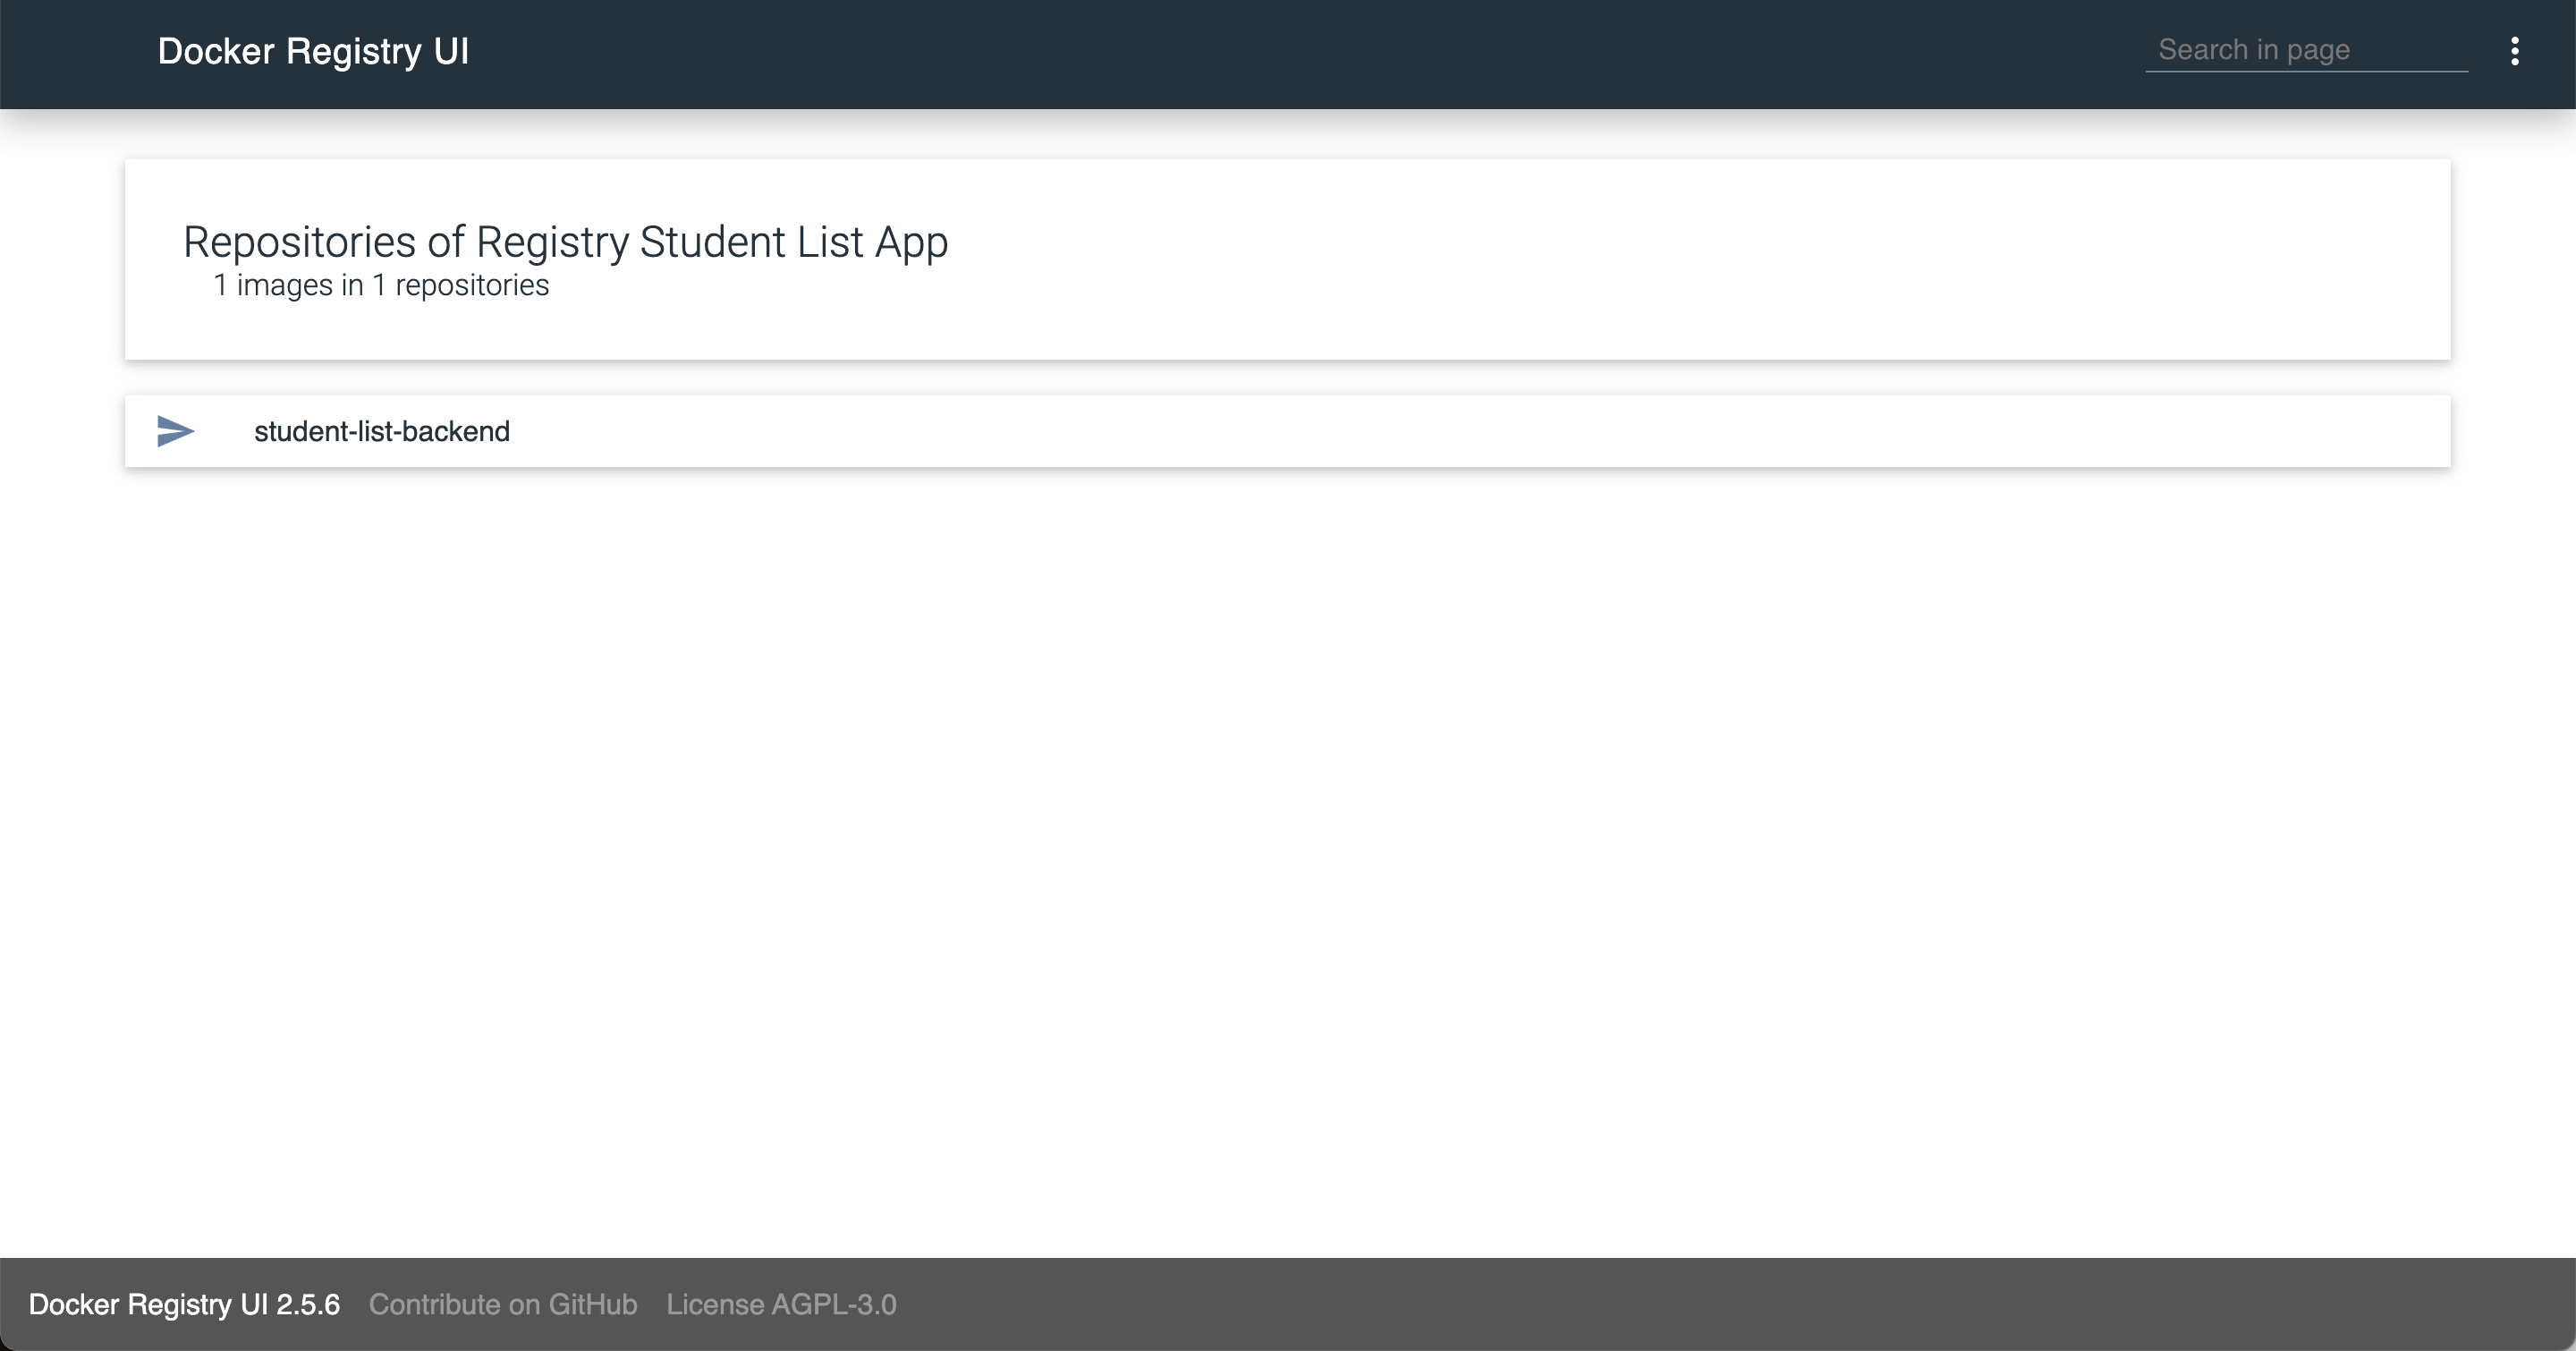 Docker Registry UI
Search in page
Repositories of Registry Student List App
1 images in 1 repositories
student-list-backend
Docker Registry UI 2.5.6 Contribute on GitHub License AGPL-3.0